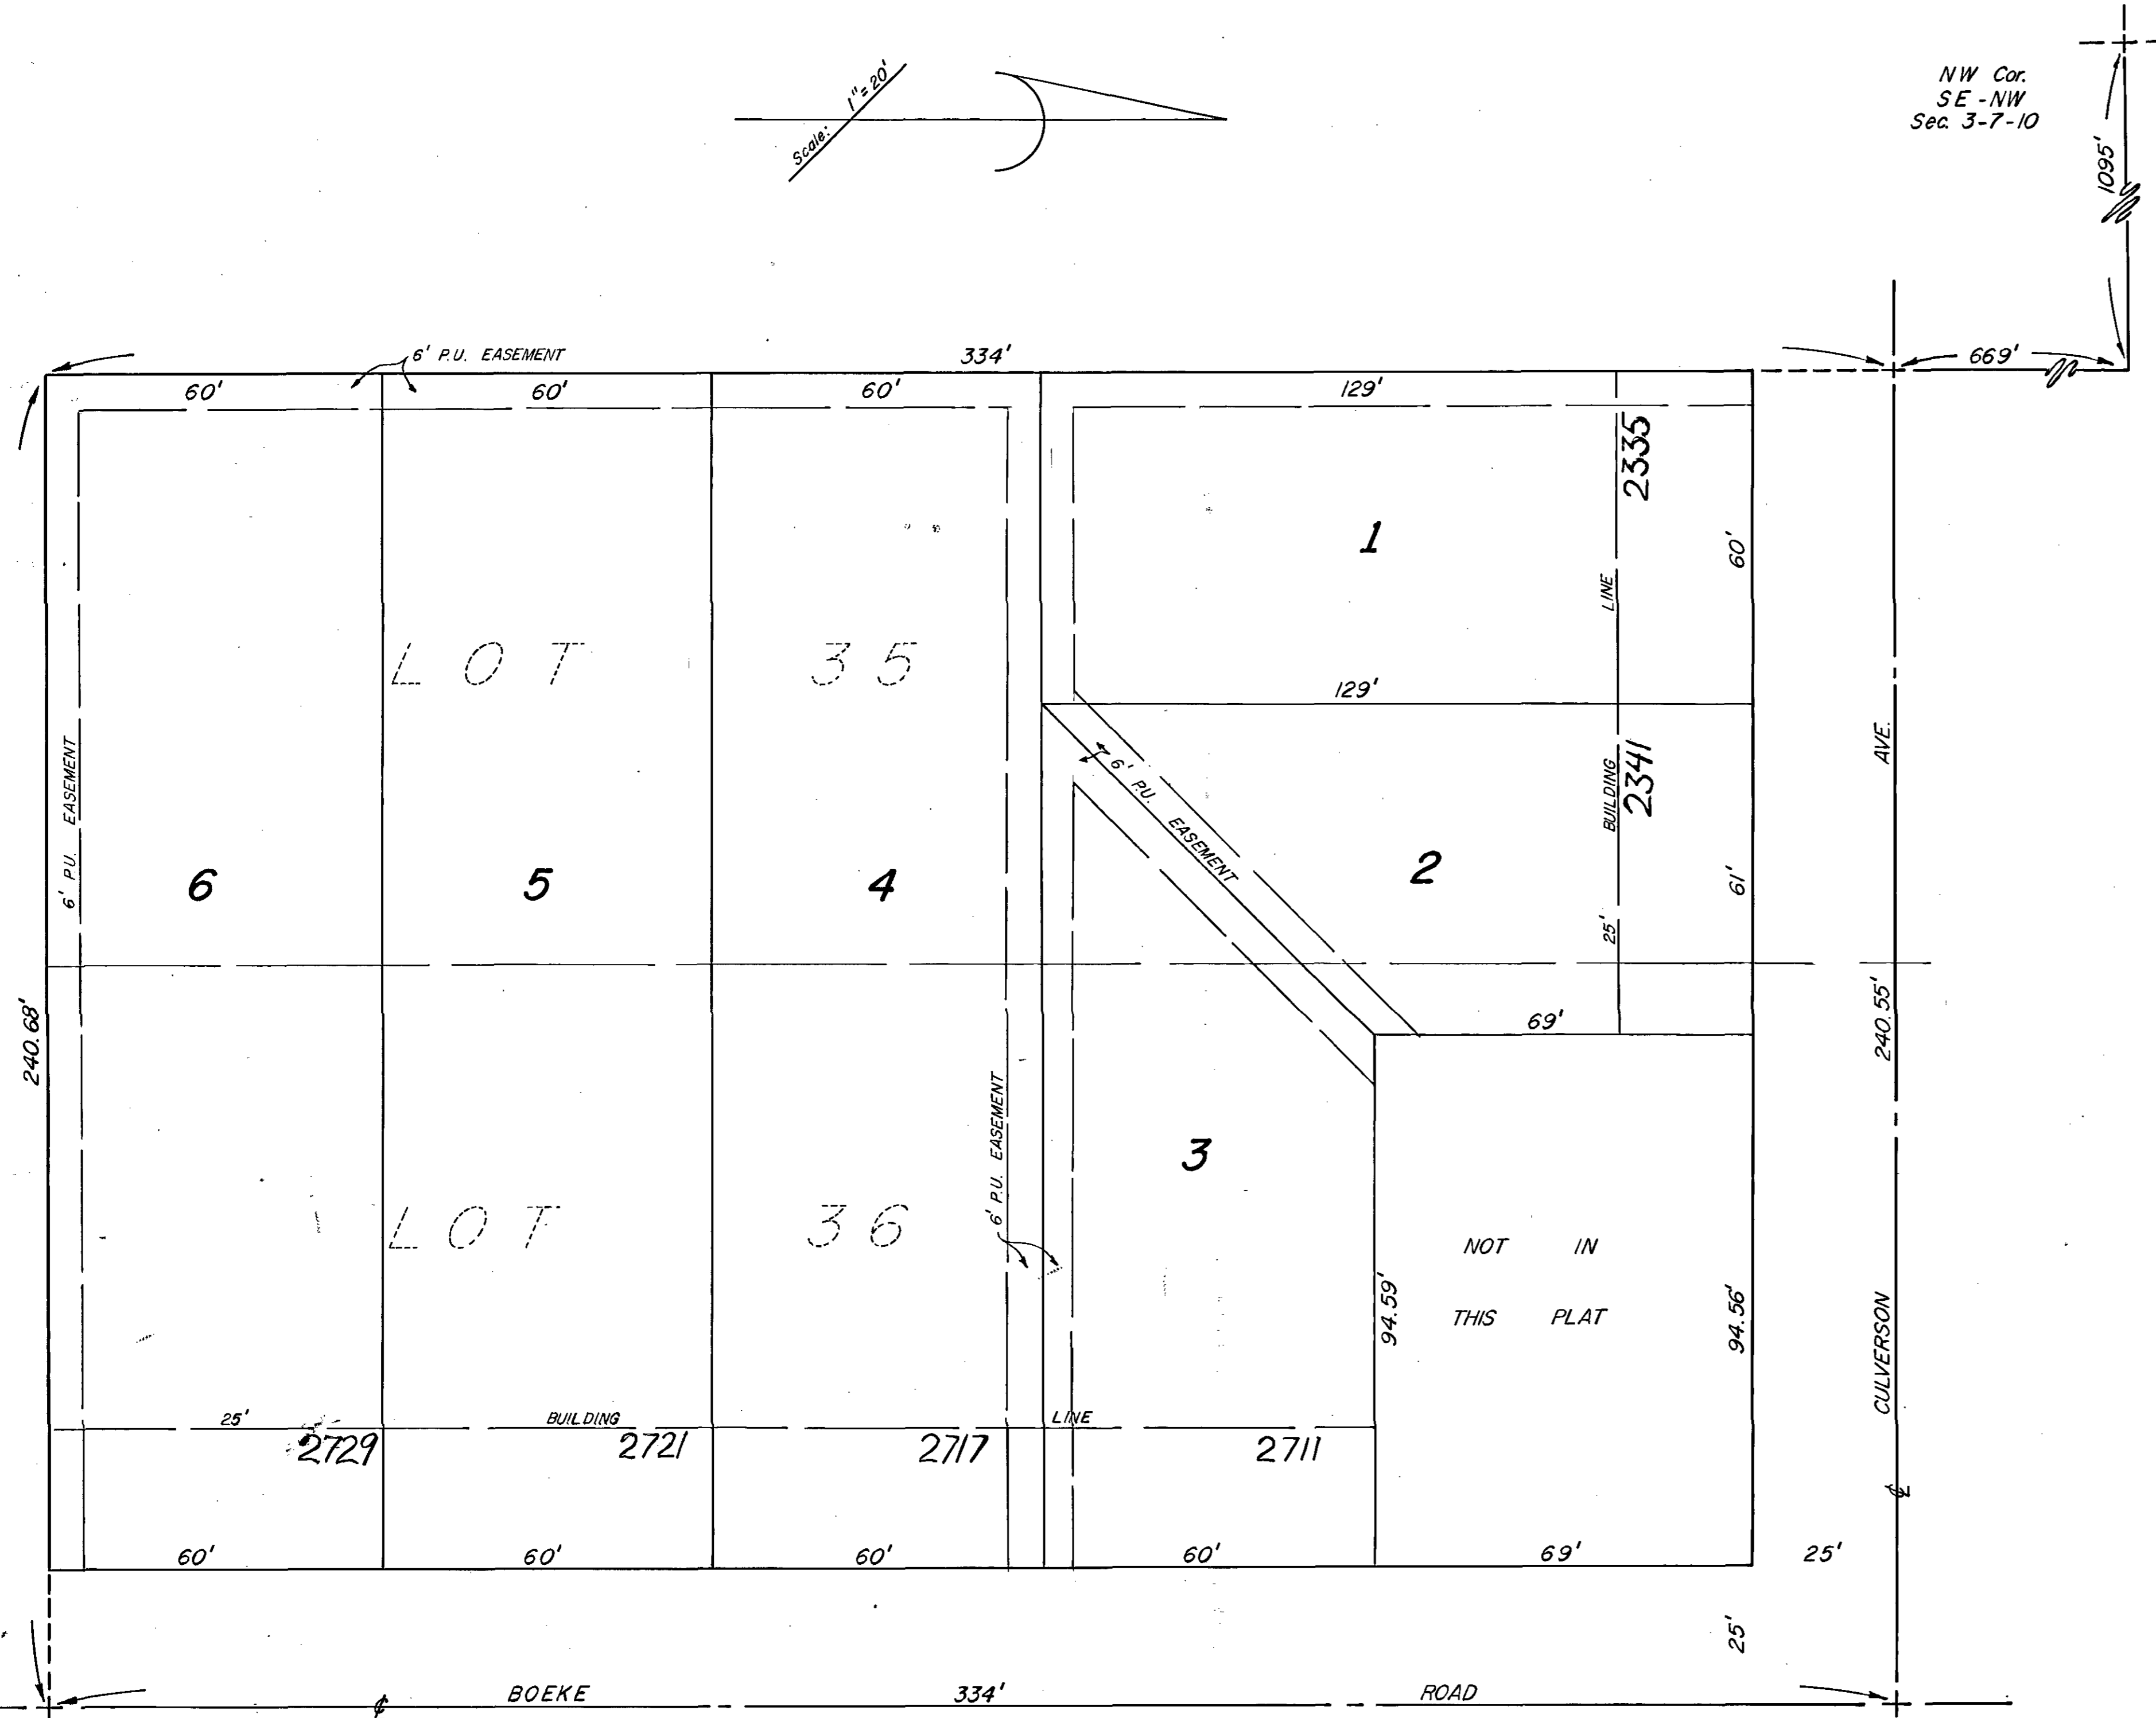 Scale: 1"=20'
NW Cor.
SE-NW
Sec. 3-7-10
1095'
6' P.U. EASEMENT
334'
669'
60'
60'
60'
129'
2335
1
60'
LINE
LOT 35
129'
6' P.U. EASEMENT
6' P.U. EASEMENT
BUILDING
2341
AVE.
6
5
4
2
61'
25'
240.68'
69'
240.55'
6' P.U. EASEMENT
3
LOT 36
NOT IN
THIS PLAT
94.59'
94.56'
CULVERSON
25'
BUILDING
LINE
2729
2721
2717
2711
℄
60'
60'
60'
60'
69'
25'
25'
℄
BOEKE
334'
ROAD